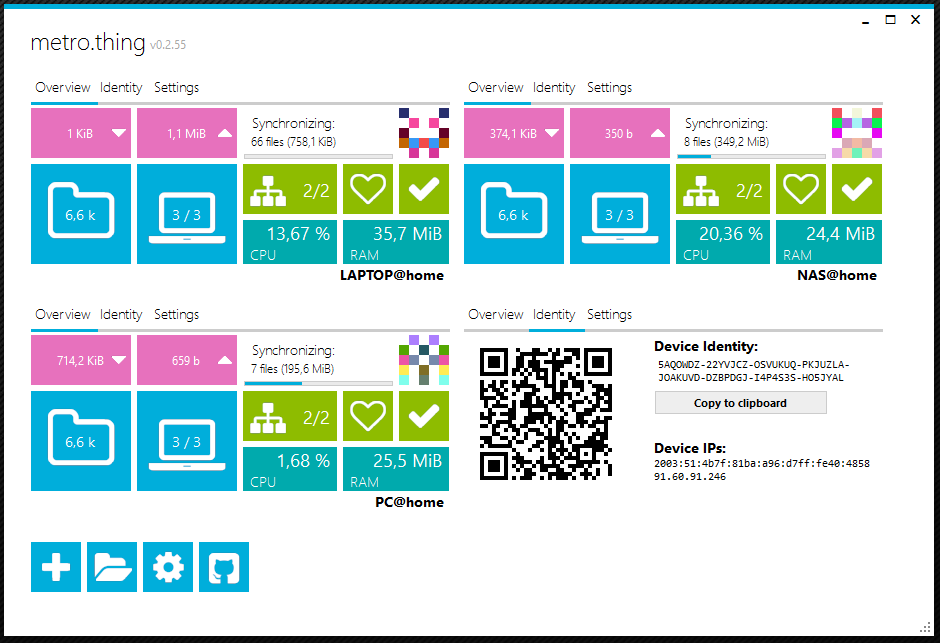 metro.thing v0.2.55
Overview Identity Settings
1 KiB
1,1 MiB
Synchronizing:
66 files (758,1 KiB)
6,6 k
3 / 3
2/2
13,67 %
CPU
35,7 MiB
RAM
LAPTOP@home
Overview Identity Settings
374,1 KiB
350 b
Synchronizing:
8 files (349,2 MiB)
6,6 k
3 / 3
2/2
20,36 %
CPU
24,4 MiB
RAM
NAS@home
Overview Identity Settings
714,2 KiB
659 b
Synchronizing:
7 files (195,6 MiB)
6,6 k
3 / 3
2/2
1,68 %
CPU
25,5 MiB
RAM
PC@home
Overview Identity Settings
Device Identity:
5AQOWDZ-22YVJCZ-OSVUKUQ-PKJUZLA-
JOAKUVD-DZBPDGJ-I4P4S3S-HO5JYAL
Copy to clipboard
Device IPs:
2003:51:4b7f:81ba:a96:d7ff:fe40:4858
91.60.91.246